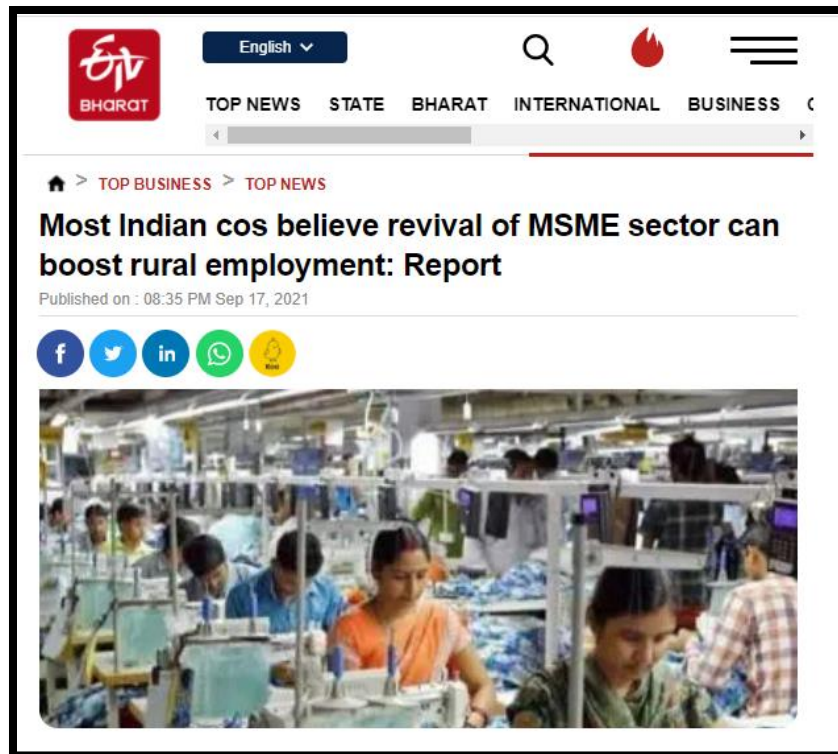 ETV
BHARAT
English
TOP NEWS STATE BHARAT INTERNATIONAL BUSINESS
> TOP BUSINESS > TOP NEWS
Most Indian cos believe revival of MSME sector can
boost rural employment: Report
Published on : 08:35 PM Sep 17, 2021
f in
Koo